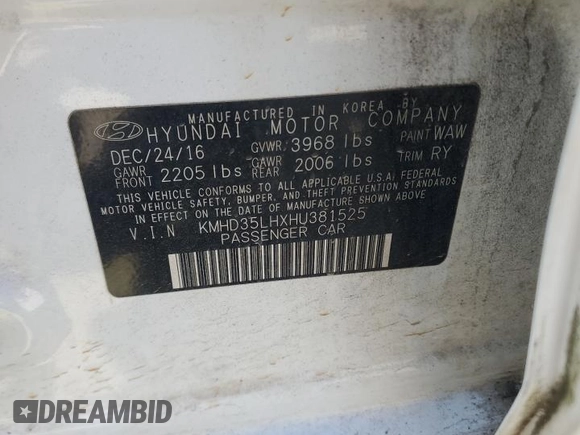 MANUFACTURED IN KOREA BY
HYUNDAI MOTOR COMPANY
DEC/24/16 GVWR: 3968 lbs PAINT WAW
GAWR FRONT 2205 lbs GAWR REAR: 2006 lbs TRIM RY
THIS VEHICLE CONFORMS TO ALL APPLICABLE U.S.A. FEDERAL
MOTOR VEHICLE SAFETY, BUMPER, AND THEFT PREVENTION STANDARDS
IN EFFECT ON THE DATE OF MANUFACTURE SHOWN ABOVE
V.I.N KMHD35LHXHU381525
PASSENGER CAR
DREAMBID